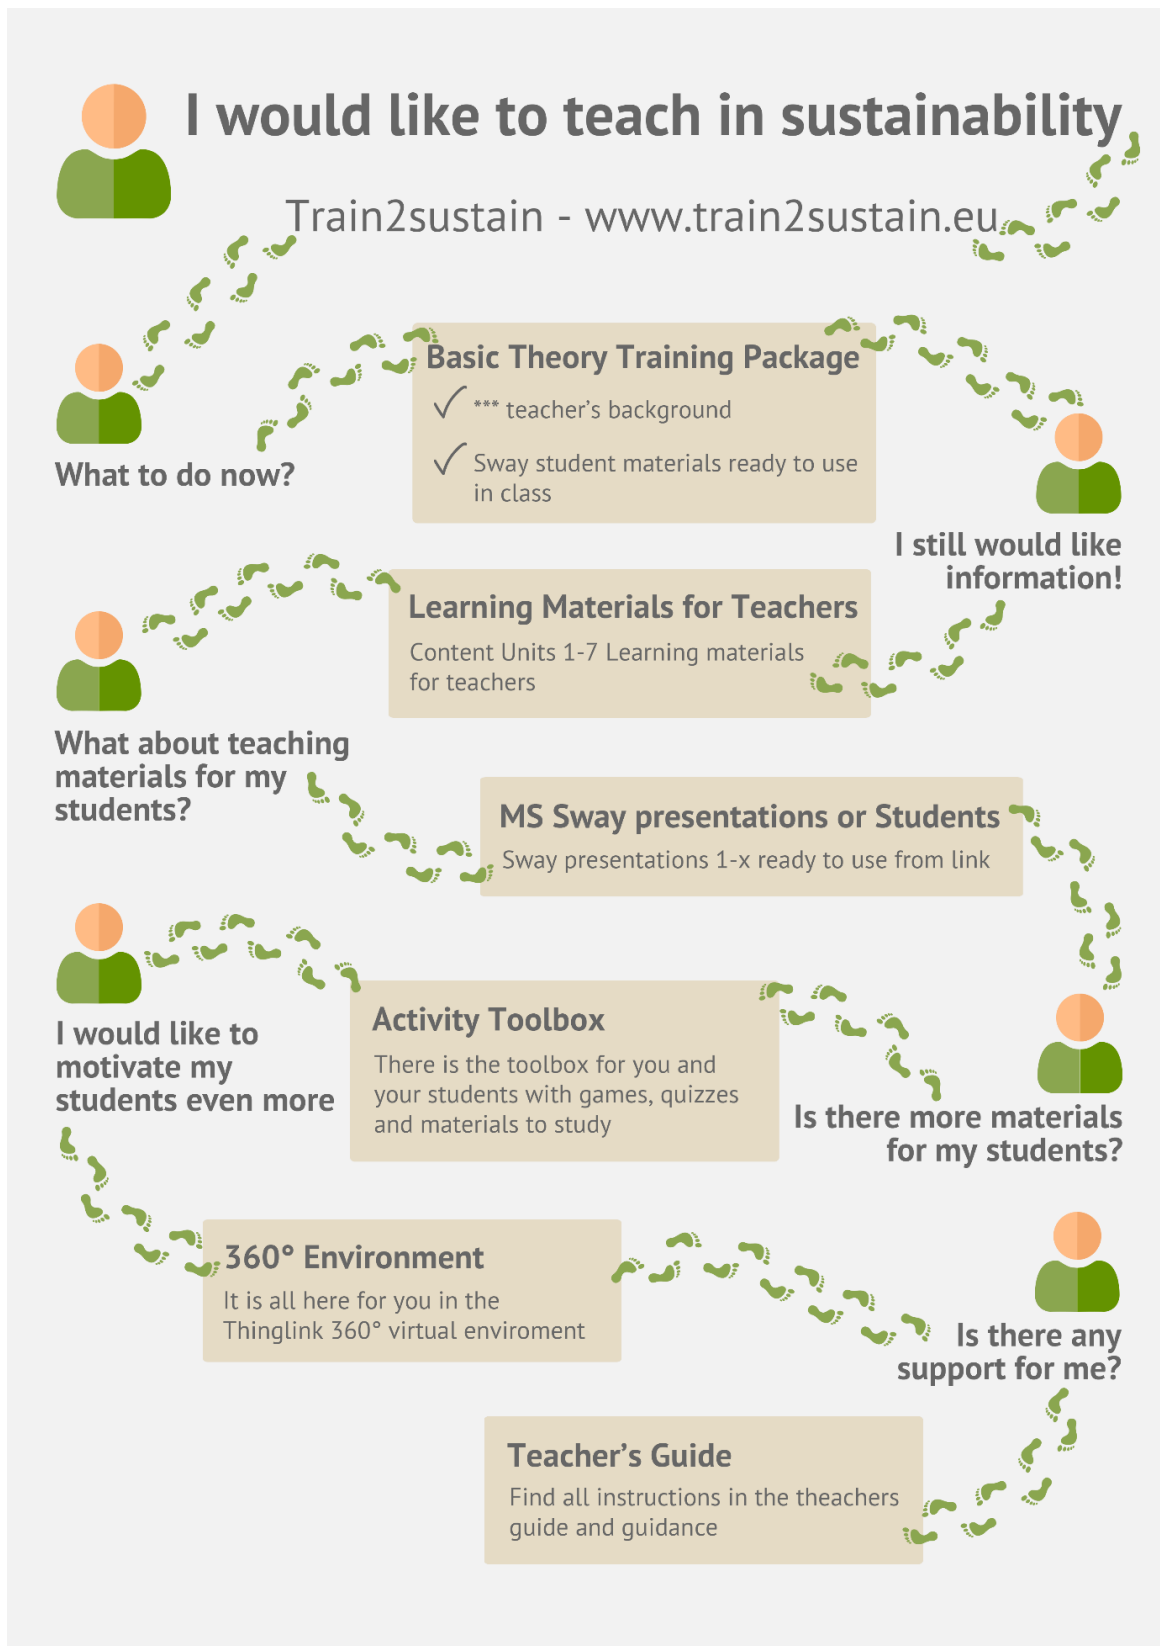 I would like to teach in sustainability
Train2sustain - www.train2sustain.eu
What to do now?
Basic Theory Training Package
*** teacher's background
Sway student materials ready to use
in class
I still would like
information!
Learning Materials for Teachers
Content Units 1-7 Learning materials
for teachers
What about teaching
materials for my
students?
MS Sway presentations or Students
Sway presentations 1-x ready to use from link
Is there more materials
for my students?
Activity Toolbox
There is the toolbox for you and
your students with games, quizzes
and materials to study
I would like to
motivate my
students even more
360° Environment
It is all here for you in the
Thinglink 360° virtual enviroment
Is there any
support for me?
Teacher's Guide
Find all instructions in the theachers
guide and guidance